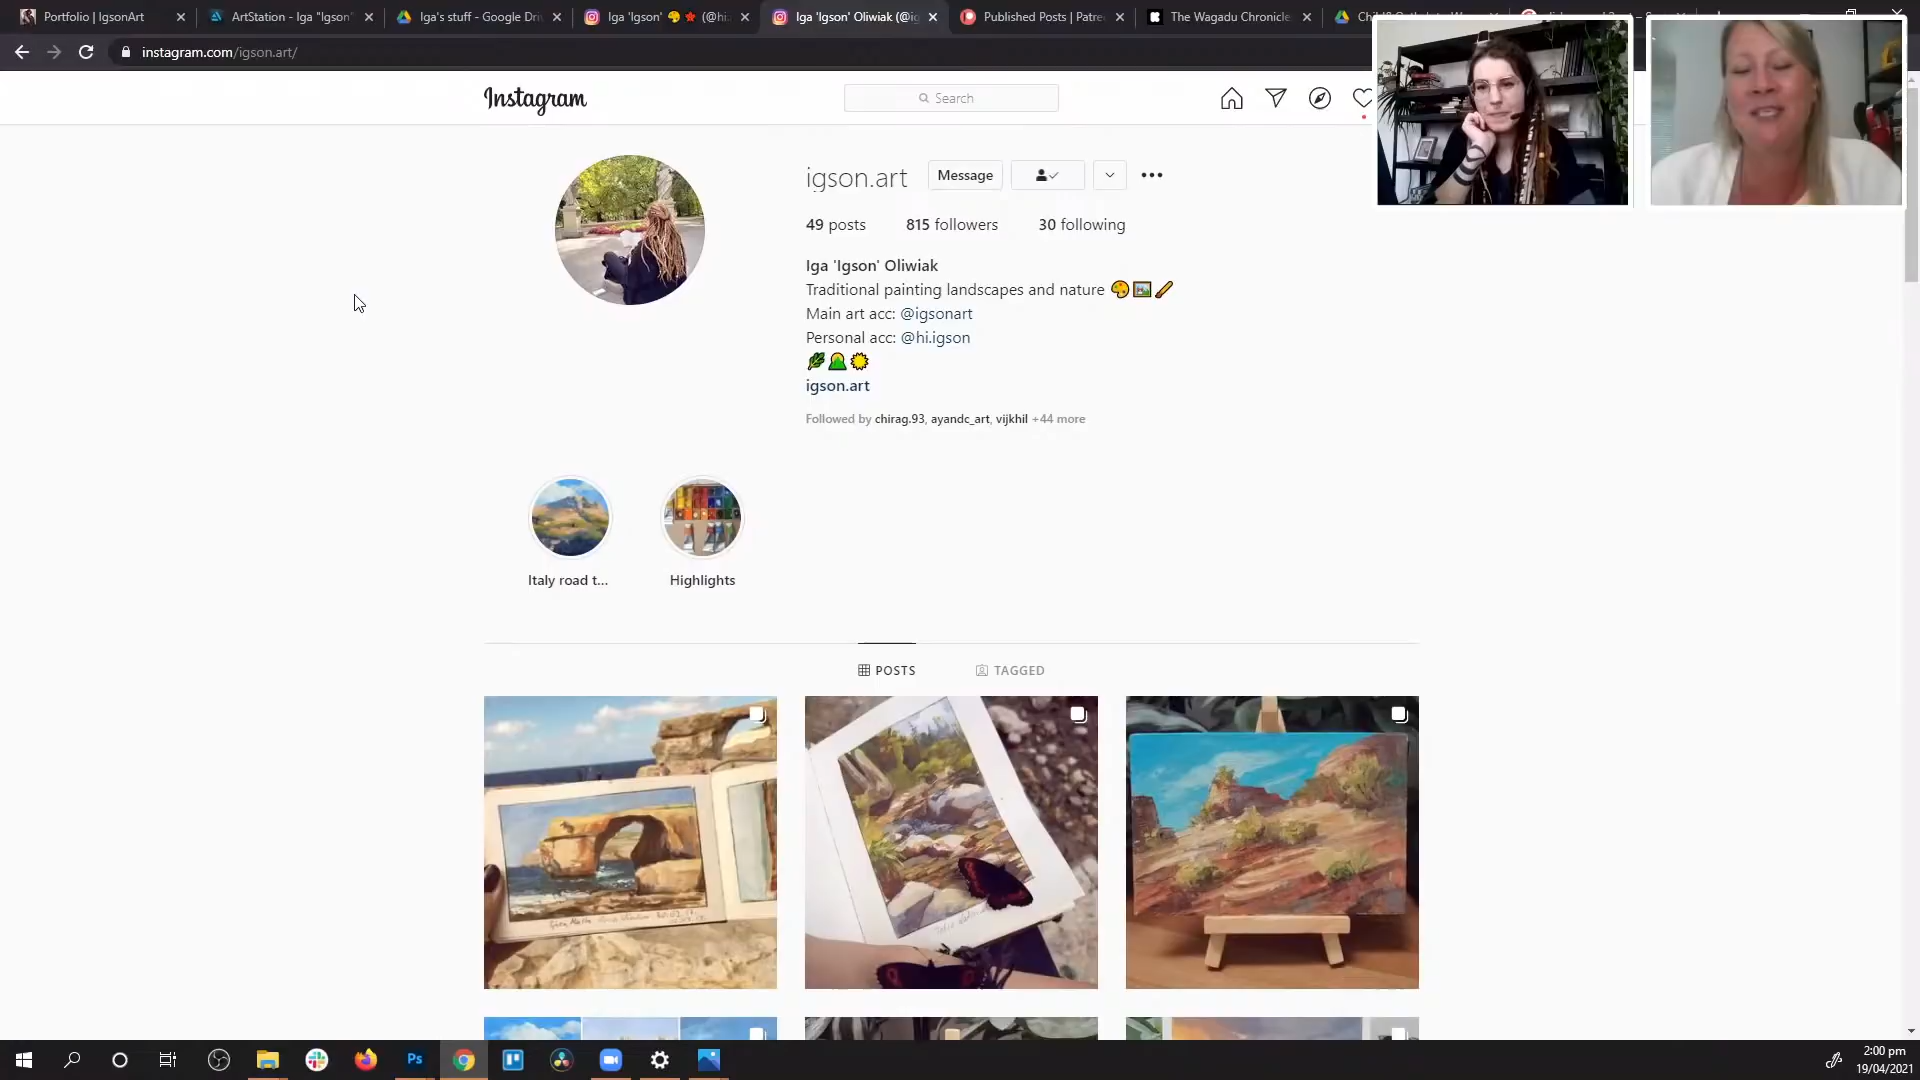 Portfolio | IgsonArt
ArtStation - Iga "Igson"
Iga's stuff - Google Dri
Iga 'Igson' 🎨 (@hi.
Iga 'Igson' Oliwiak (@ig
Published Posts | Patre
The Wagadu Chronicle
instagram.com/igson.art/
Instagram
Search
igson.art
Message
49 posts
815 followers
30 following
Iga 'Igson' Oliwiak
Traditional painting landscapes and nature 🎨🖼️🖌️
Main art acc: @igsonart
Personal acc: @hi.igson
igson.art
Followed by chirag.93, ayandc_art, vijkhil +44 more
Italy road t...
Highlights
POSTS
TAGGED
Ps
2:00 pm
19/04/2021